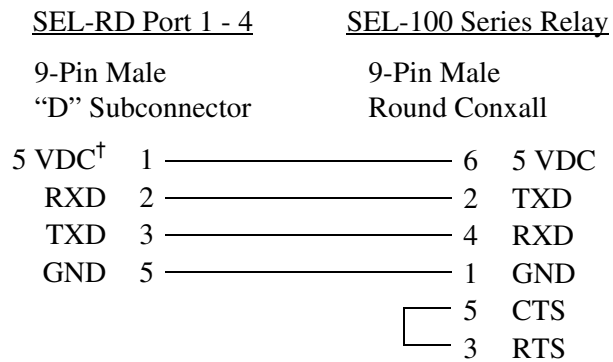 SEL-RD Port 1 - 4 SEL-100 Series Relay
9-Pin Male 9-Pin Male
“D” Subconnector Round Conxall
5 VDC† 1 6 5 VDC
RXD 2 2 TXD
TXD 3 4 RXD
GND 5 1 GND
5 CTS
3 RTS